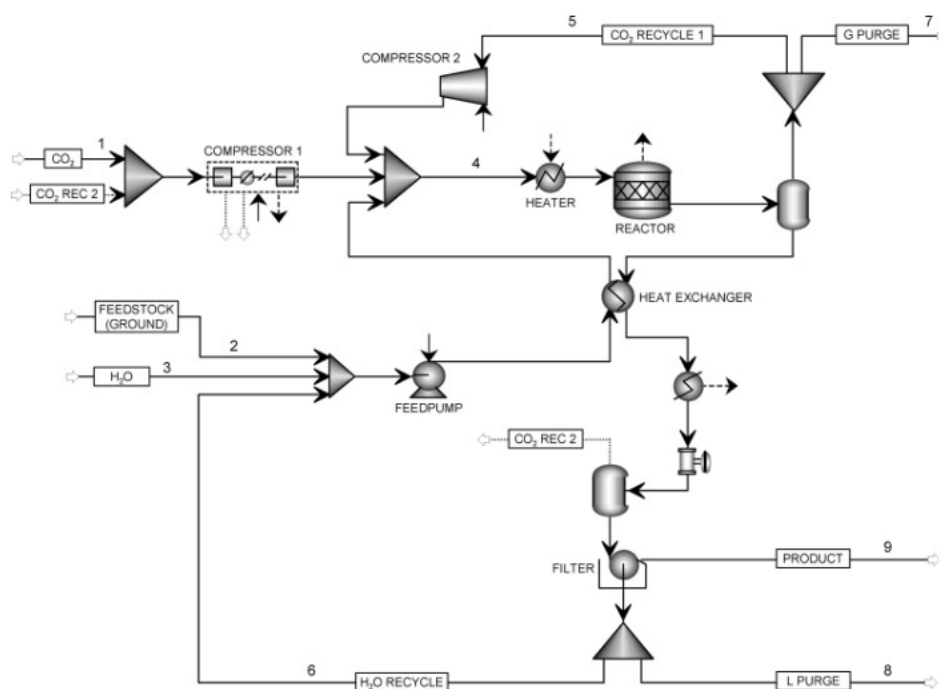 5
7
CO₂ RECYCLE 1
G PURGE
COMPRESSOR 2
1
COMPRESSOR 1
4
CO₂
CO₂ REC 2
HEATER
REACTOR
HEAT EXCHANGER
FEEDSTOCK
(GROUND)
2
3
H₂O
FEEDPUMP
CO₂ REC 2
9
PRODUCT
FILTER
6
8
H₂O RECYCLE
L PURGE